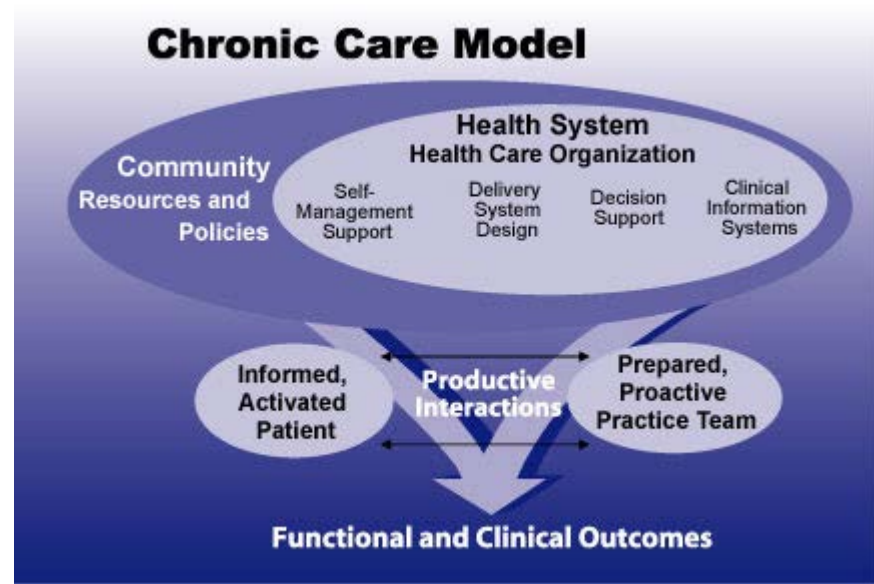 Chronic Care Model
Community
Resources and
Policies
Health System
Health Care Organization
Self-
Management
Support
Delivery
System
Design
Decision
Support
Clinical
Information
Systems
Informed,
Activated
Patient
Productive
Interactions
Prepared,
Proactive
Practice Team
Functional and Clinical Outcomes